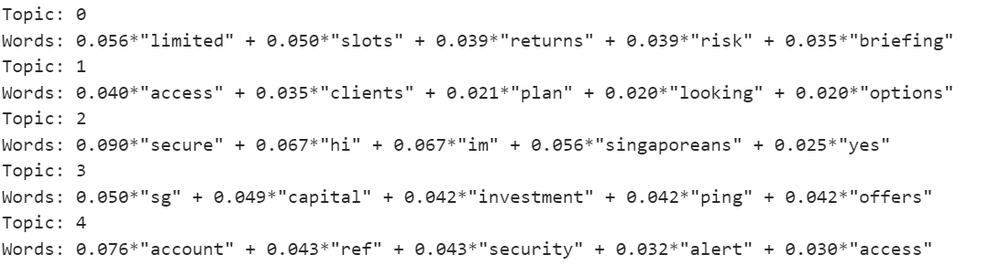 Topic: 0
Words: 0.056*"limited" + 0.050*"slots" + 0.039*"returns" + 0.039*"risk" + 0.035*"briefing"
Topic: 1
Words: 0.040*"access" + 0.035*"clients" + 0.021*"plan" + 0.020*"looking" + 0.020*"options"
Topic: 2
Words: 0.090*"secure" + 0.067*"hi" + 0.067*"im" + 0.056*"singaporeans" + 0.025*"yes"
Topic: 3
Words: 0.050*"sg" + 0.049*"capital" + 0.042*"investment" + 0.042*"ping" + 0.042*"offers"
Topic: 4
Words: 0.076*"account" + 0.043*"ref" + 0.043*"security" + 0.032*"alert" + 0.030*"access"